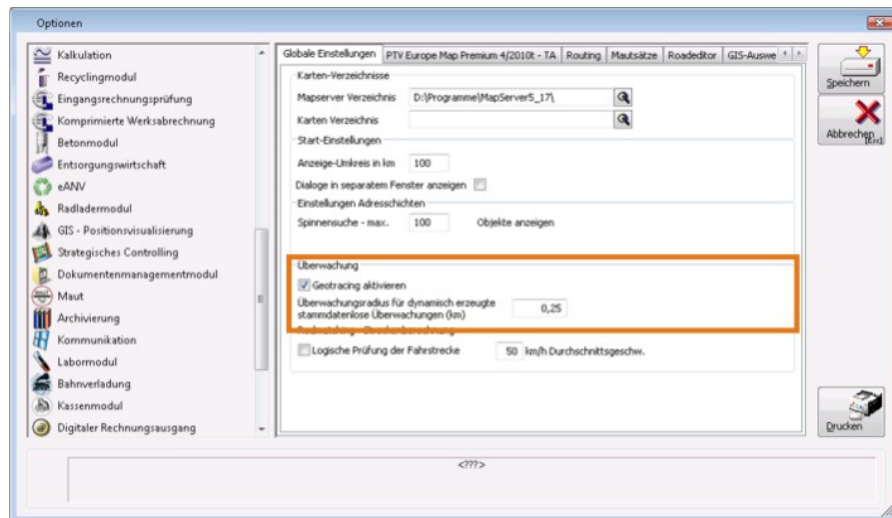 Optionen
Kalkulation
Recyclingmodul
Eingangsrechnungsprüfung
Komprimierte Werksabrechnung
Betonmodul
Entsorgungswirtschaft
eANV
Radladermodul
GIS - Positionsvisualisierung
Strategisches Controlling
Dokumentenmanagementmodul
Maut
Archivierung
Kommunikation
Labormodul
Bahnverladung
Kassenmodul
Digitaler Rechnungsausgang
Globale Einstellungen PTV Europe Map Premium 4/2010t - TA Routing Mautsätze Roadeditor GIS-Auswe
Karten-Verzeichnisse
Mapserver Verzeichnis D:\Programme\MapServer5_17\
Karten Verzeichnis
Start-Einstellungen
Anzeige-Umkreis in km 100
Dialoge in separatem Fenster anzeigen
Einstellungen Adresschichten
Spinnensuche - max. 100 Objekte anzeigen
Überwachung
Geotracing aktivieren
Überwachungsradius für dynamisch erzeugte
stammdatenlose Überwachungen (km) 0,25
Logische Prüfung der Fahrstrecke 50 km/h Durchschnittsgeschw.
Speichern
Abbrechen
[Esc]
Drucken
<???>